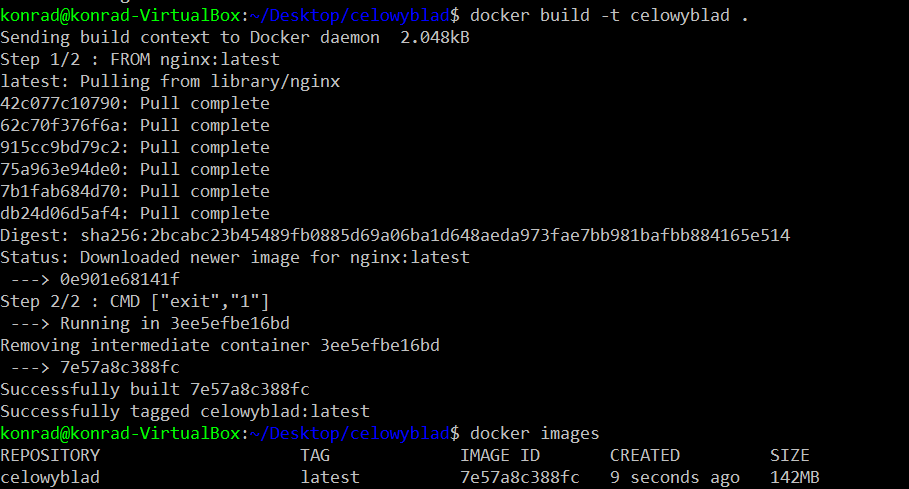 konrad@konrad-VirtualBox:~/Desktop/celowyblad$ docker build -t celowyblad .
Sending build context to Docker daemon  2.048kB
Step 1/2 : FROM nginx:latest
latest: Pulling from library/nginx
42c077c10790: Pull complete
62c70f376f6a: Pull complete
915cc9bd79c2: Pull complete
75a963e94de0: Pull complete
7b1fab684d70: Pull complete
db24d06d5af4: Pull complete
Digest: sha256:2bcabc23b45489fb0885d69a06ba1d648aeda973fae7bb981bafbb884165e514
Status: Downloaded newer image for nginx:latest
 ---> 0e901e68141f
Step 2/2 : CMD ["exit","1"]
 ---> Running in 3ee5efbe16bd
Removing intermediate container 3ee5efbe16bd
 ---> 7e57a8c388fc
Successfully built 7e57a8c388fc
Successfully tagged celowyblad:latest
konrad@konrad-VirtualBox:~/Desktop/celowyblad$ docker images
REPOSITORY                    TAG             IMAGE ID       CREATED         SIZE
celowyblad                    latest          7e57a8c388fc   9 seconds ago   142MB